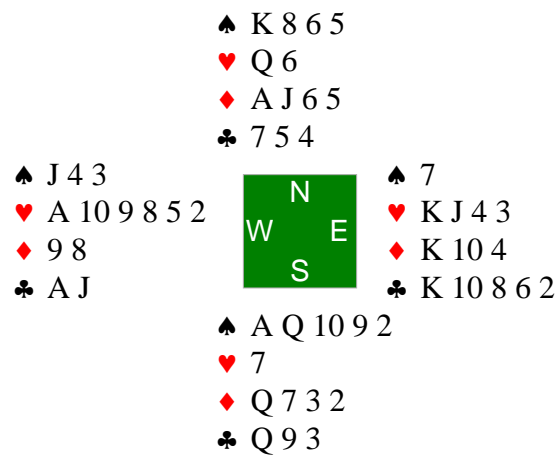 ♠ K 8 6 5
♥ Q 6
♦ A J 6 5
♣ 7 5 4
♠ J 4 3
♥ A 10 9 8 5 2
♦ 9 8
♣ A J
N
W E
S
♠ 7
♥ K J 4 3
♦ K 10 4
♣ K 10 8 6 2
♠ A Q 10 9 2
♥ 7
♦ Q 7 3 2
♣ Q 9 3